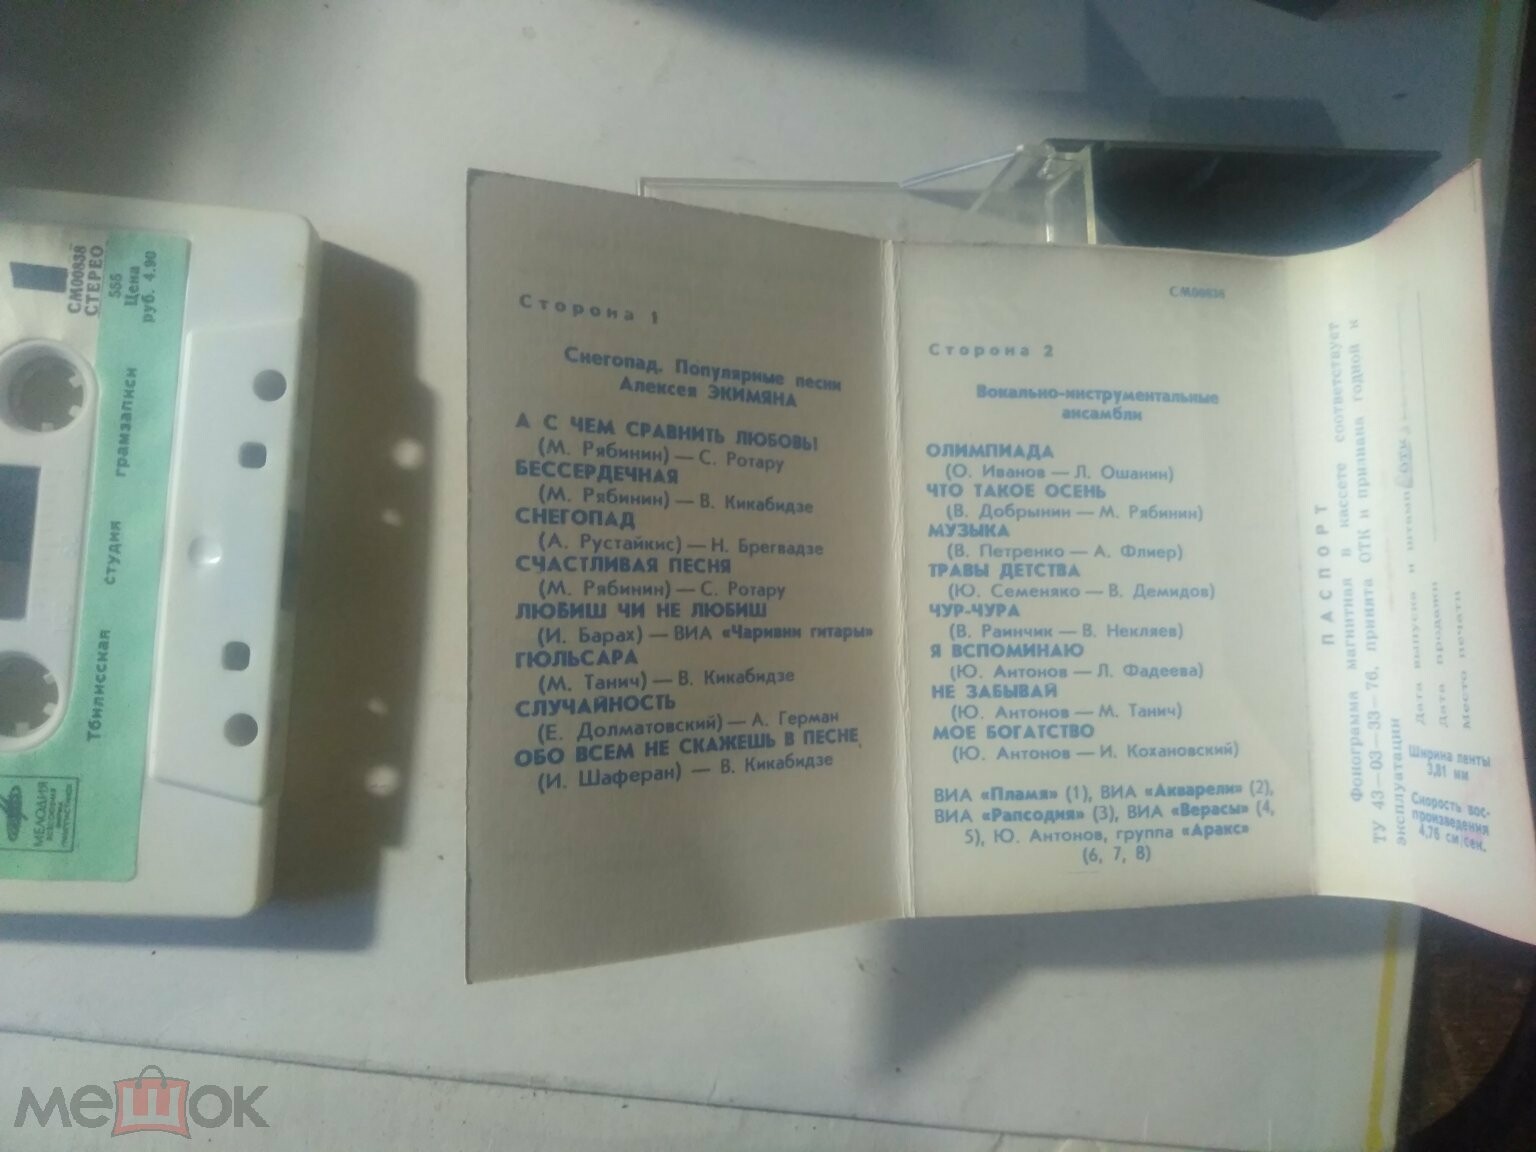 СМ00838
СТЕРЕО
555
Цена
руб. 4.90
Тбилисская студия грамзаписи
МЕЛОДИЯ
Сторона 1
Снегопад. Популярные песни
Алексея ЭКИМЯНА
А С ЧЕМ СРАВНИТЬ ЛЮБОВЬ!
(М. Рябинин) — С. Ротару
БЕССЕРДЕЧНАЯ
(М. Рябинин) — В. Кикабидзе
СНЕГОПАД
(А. Рустайкис) — Н. Брегвадзе
СЧАСТЛИВАЯ ПЕСНЯ
(М. Рябинин) — С. Ротару
ЛЮБИШ ЧИ НЕ ЛЮБИШ
(И. Барах) — ВИА «Чаривни гитары»
ГЮЛЬСАРА
(М. Танич) — В. Кикабидзе
СЛУЧАЙНОСТЬ
(Е. Долматовский) — А. Герман
ОБО ВСЕМ НЕ СКАЖЕШЬ В ПЕСНЕ
(И. Шаферан) — В. Кикабидзе
Сторона 2
Вокально-инструментальные
ансамбли
ОЛИМПИАДА
(О. Иванов — Л. Ошанин)
ЧТО ТАКОЕ ОСЕНЬ
(В. Добрынин — М. Рябинин)
МУЗЫКА
(В. Петренко — А. Флиер)
ТРАВЫ ДЕТСТВА
(Ю. Семеняко — В. Демидов)
ЧУР-ЧУРА
(В. Раинчик — В. Некляев)
Я ВСПОМИНАЮ
(Ю. Антонов — Л. Фадеева)
НЕ ЗАБЫВАЙ
(Ю. Антонов — М. Танич)
МОЕ БОГАТСТВО
(Ю. Антонов — И. Кохановский)
ВИА «Пламя» (1), ВИА «Акварели» (2),
ВИА «Рапсодия» (3), ВИА «Верасы» (4,
5), Ю. Антонов, группа «Аракс»
(6, 7, 8)
ПАСПОРТ
Фонограмма магнитная в кассете соответствует
ТУ 43—03—33—76, принята ОТК и признана годной к
эксплуатации
Дата выпуска и штамп ОТК
Дата продажи
Место печати
Ширина ленты
3,81 мм
Скорость вос-
произведения
4,76 см/сек.
мешок